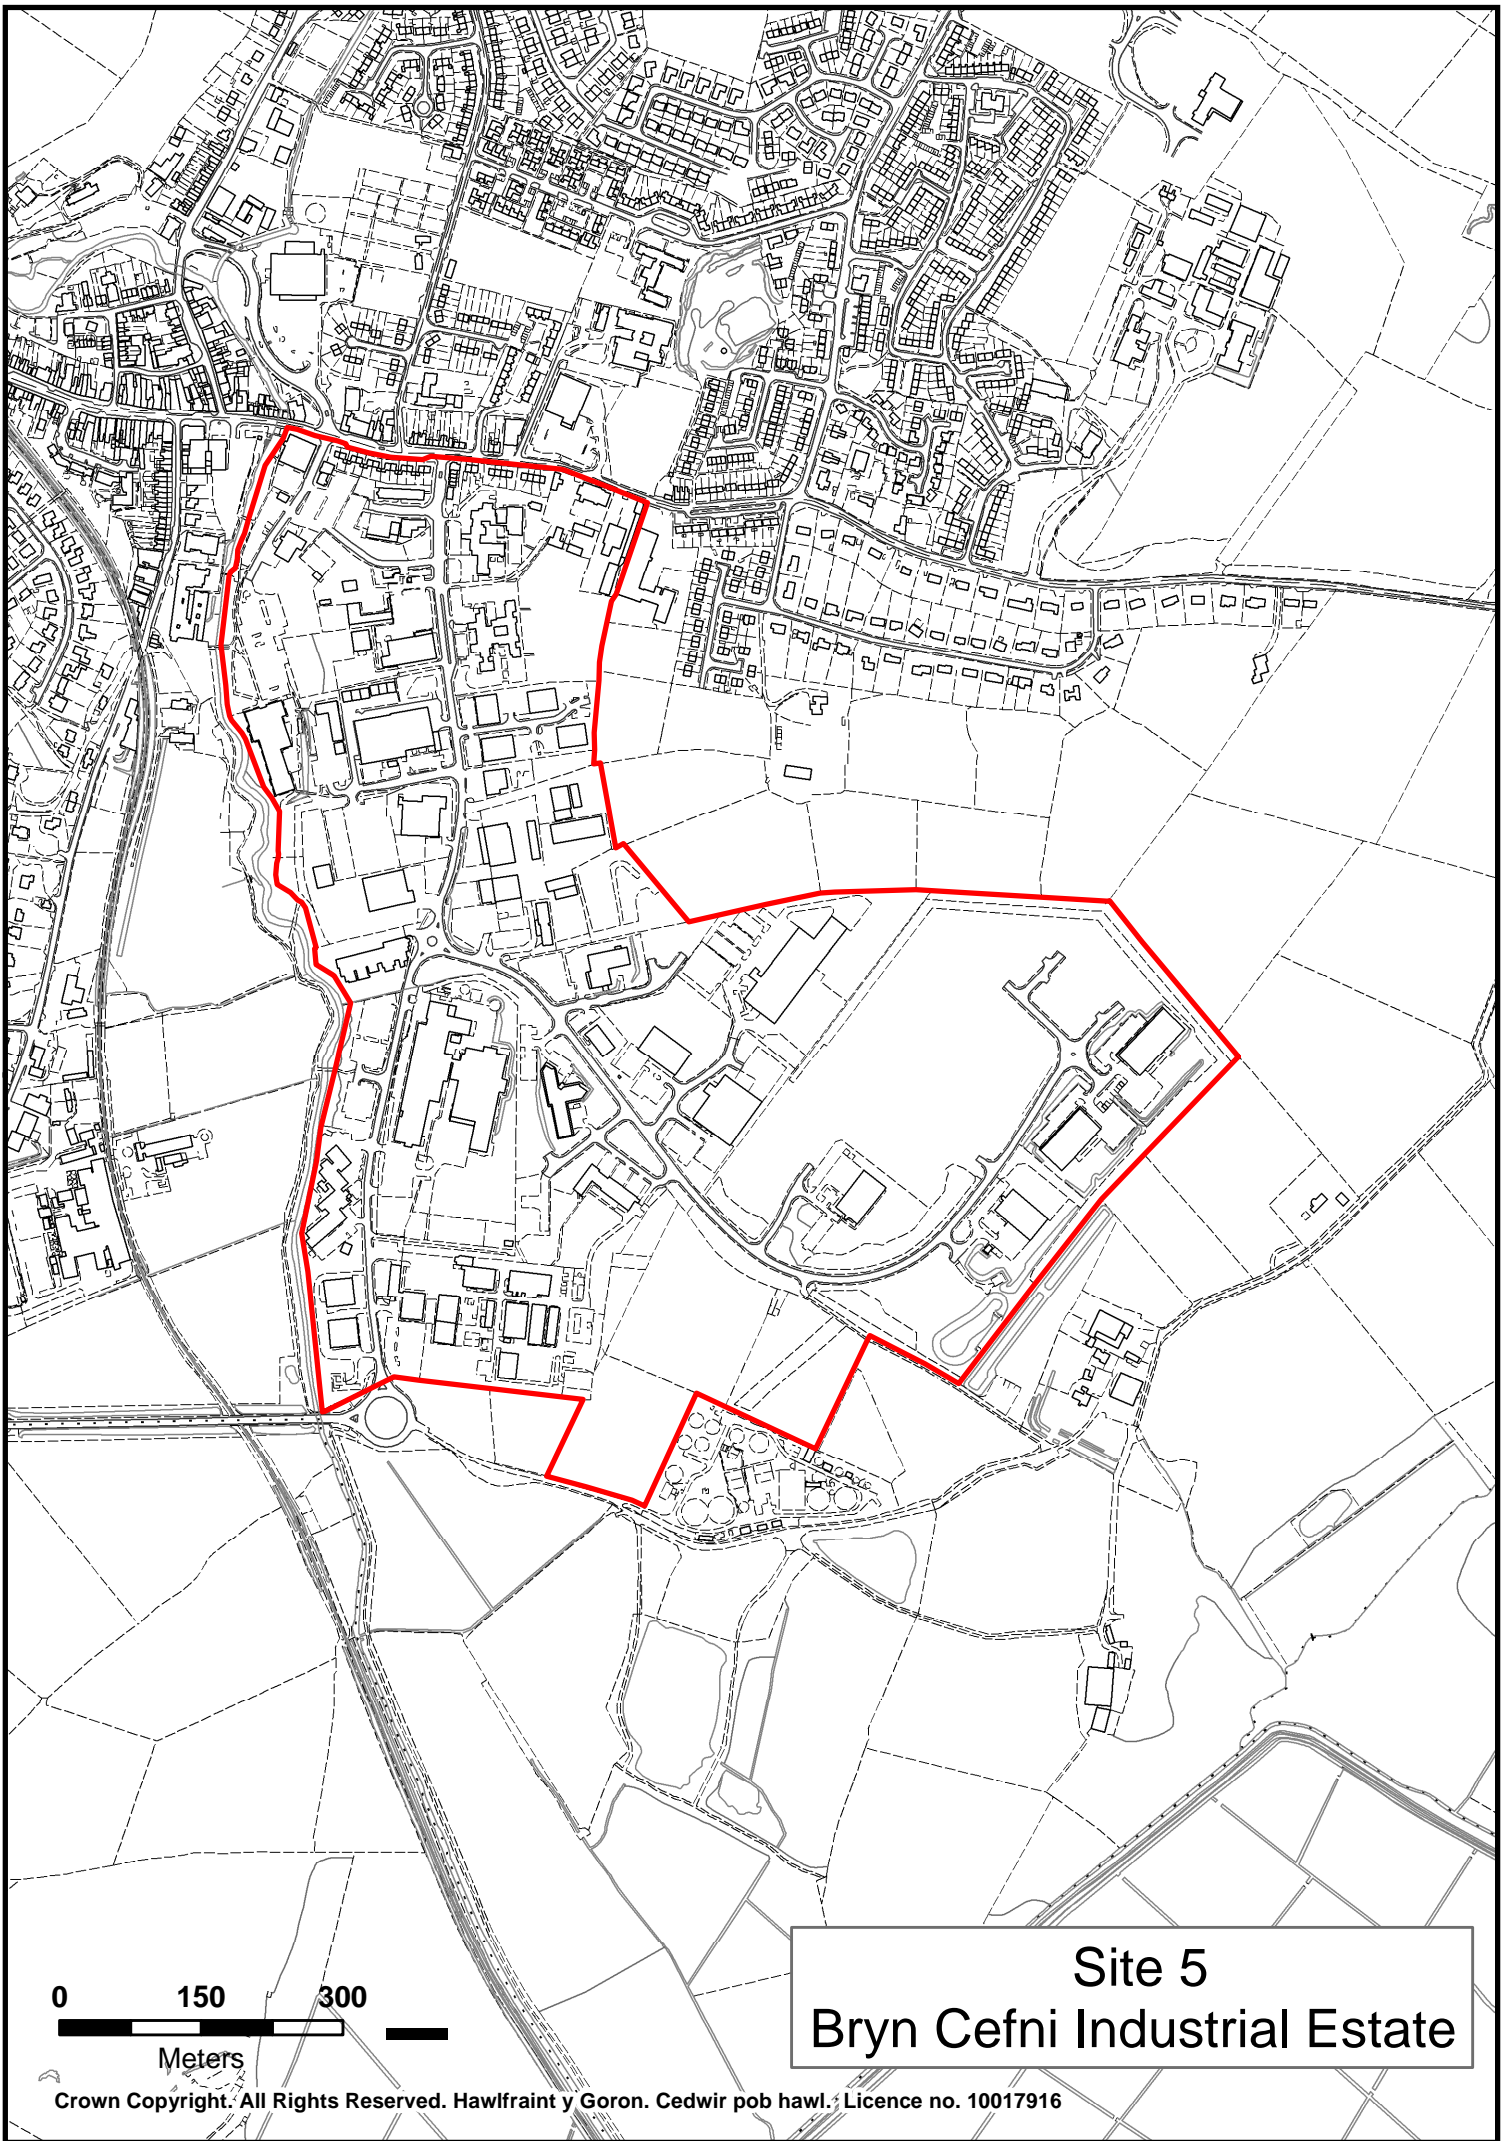 Site 5
Bryn Cefni Industrial Estate
0 150 300
Meters
Crown Copyright. All Rights Reserved. Hawlfraint y Goron. Cedwir pob hawl. Licence no. 10017916